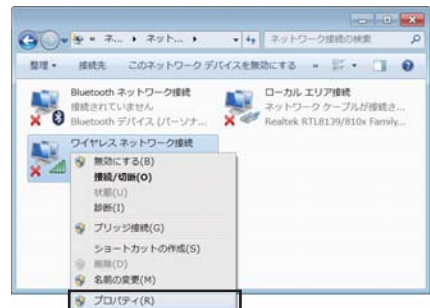 ネ... ネット...
ネットワーク接続の検索
整理 接続先 このネットワーク デバイスを無効にする »
Bluetooth ネットワーク接続
接続されていません
Bluetooth デバイス (パーソナ...
ローカル エリア接続
ネットワーク ケーブルが接続さ...
Realtek RTL8139/810x Family...
ワイヤレス ネットワーク接続
無効にする(B)
接続/切断(O)
状態(U)
診断(I)
ブリッジ接続(G)
ショートカットの作成(S)
削除(D)
名前の変更(M)
プロパティ(R)